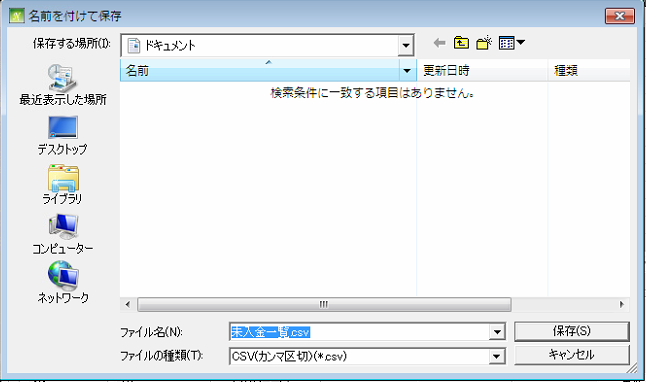 名前を付けて保存
保存する場所(I):
ドキュメント
名前
更新日時
種類
検索条件に一致する項目はありません。
最近表示した場所
デスクトップ
ライブラリ
コンピューター
ネットワーク
ファイル名(N):
未入金一覧.csv
保存(S)
ファイルの種類(T):
CSV(カンマ区切)(*.csv)
キャンセル